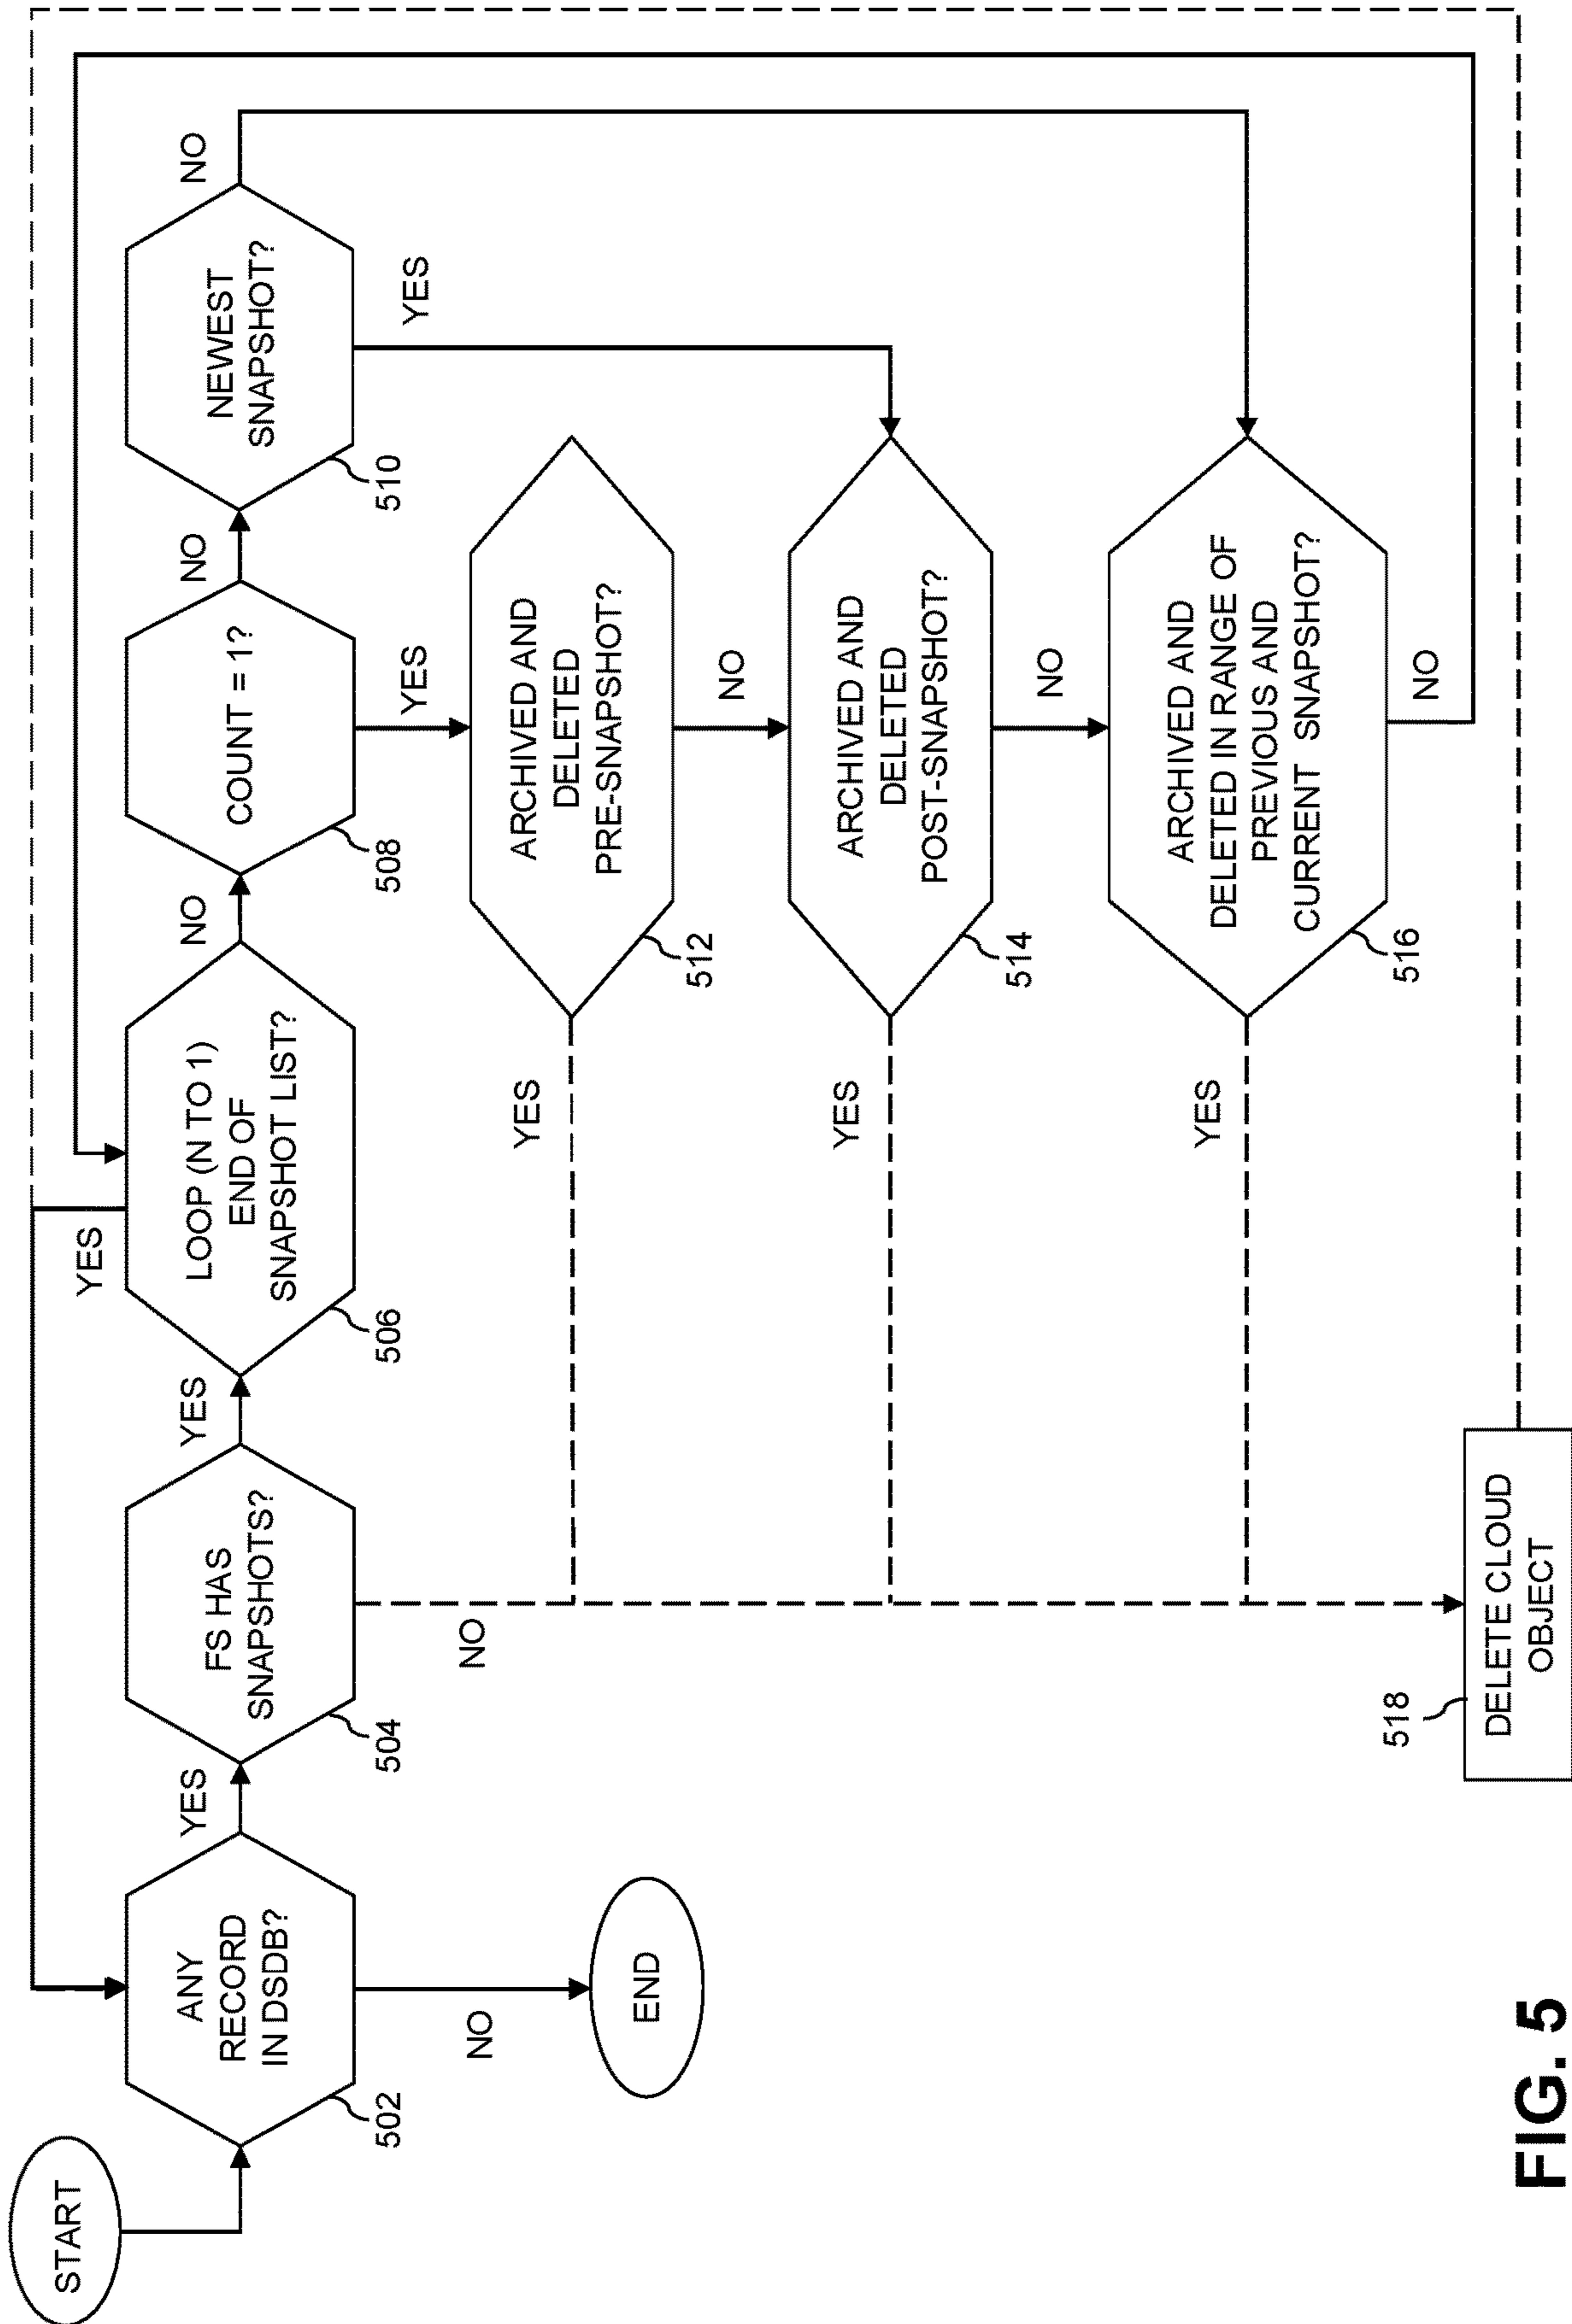 START
ANY
RECORD
IN DSDB?
502
YES
NO
END
FS HAS
SNAPSHOTS?
504
YES
NO
LOOP (N TO 1)
END OF
SNAPSHOT LIST?
506
YES
NO
COUNT = 1?
508
NO
YES
NEWEST
SNAPSHOT?
510
NO
YES
ARCHIVED AND
DELETED
PRE-SNAPSHOT?
512
YES
NO
ARCHIVED AND
DELETED
POST-SNAPSHOT?
514
YES
NO
ARCHIVED AND
DELETED IN RANGE OF
PREVIOUS AND
CURRENT SNAPSHOT?
516
YES
NO
518
DELETE CLOUD
OBJECT
FIG. 5